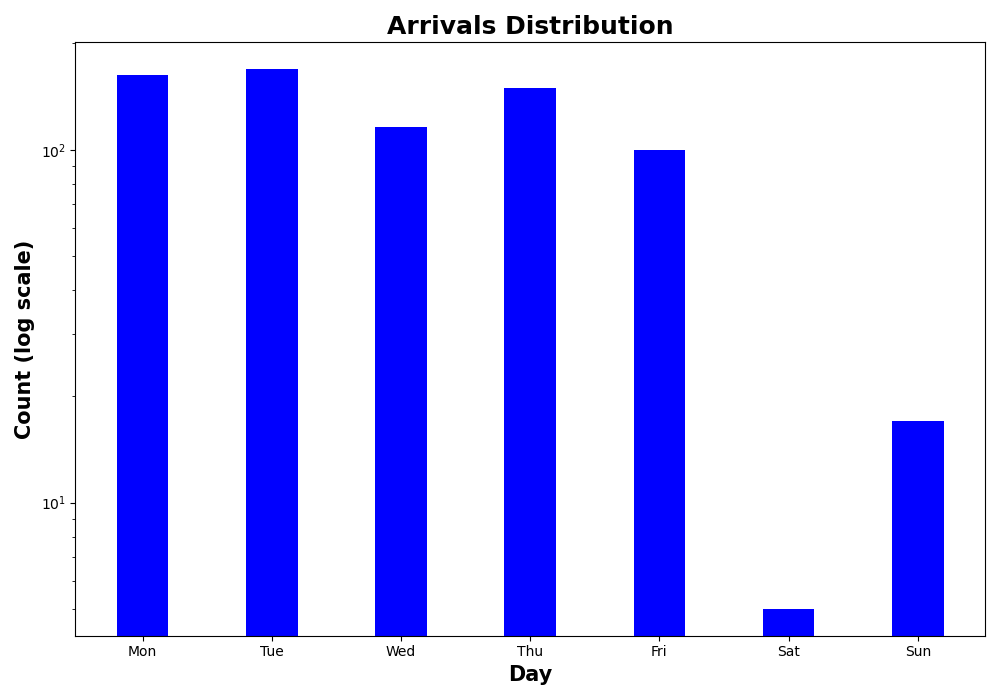 Arrivals Distribution
Count (log scale)
10²
10¹
Mon Tue Wed Thu Fri Sat Sun
Day